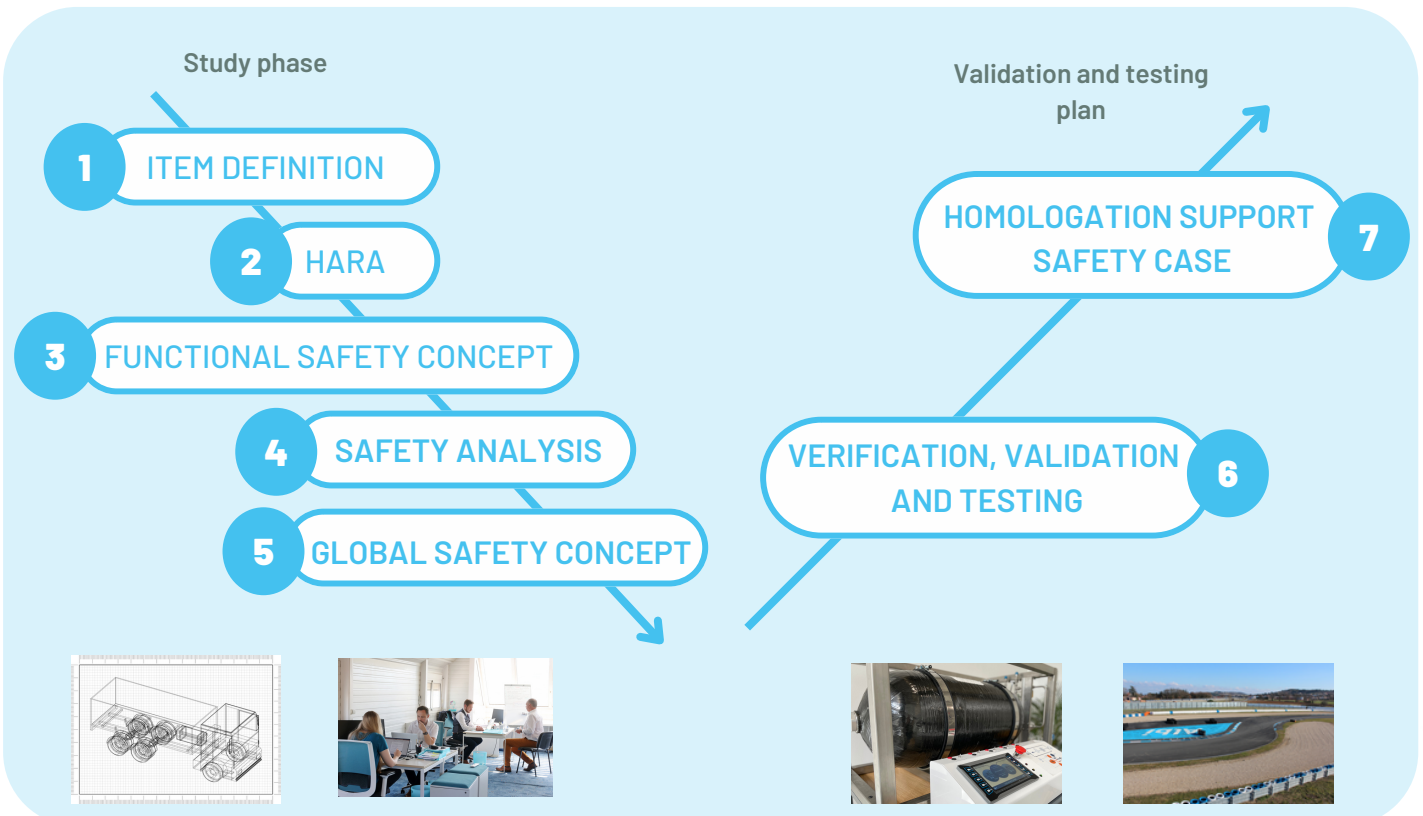 Study phase
1
ITEM DEFINITION
2
HARA
3
FUNCTIONAL SAFETY CONCEPT
4
SAFETY ANALYSIS
5
GLOBAL SAFETY CONCEPT
Validation and testing
plan
HOMOLOGATION SUPPORT
SAFETY CASE
7
VERIFICATION, VALIDATION
AND TESTING
6